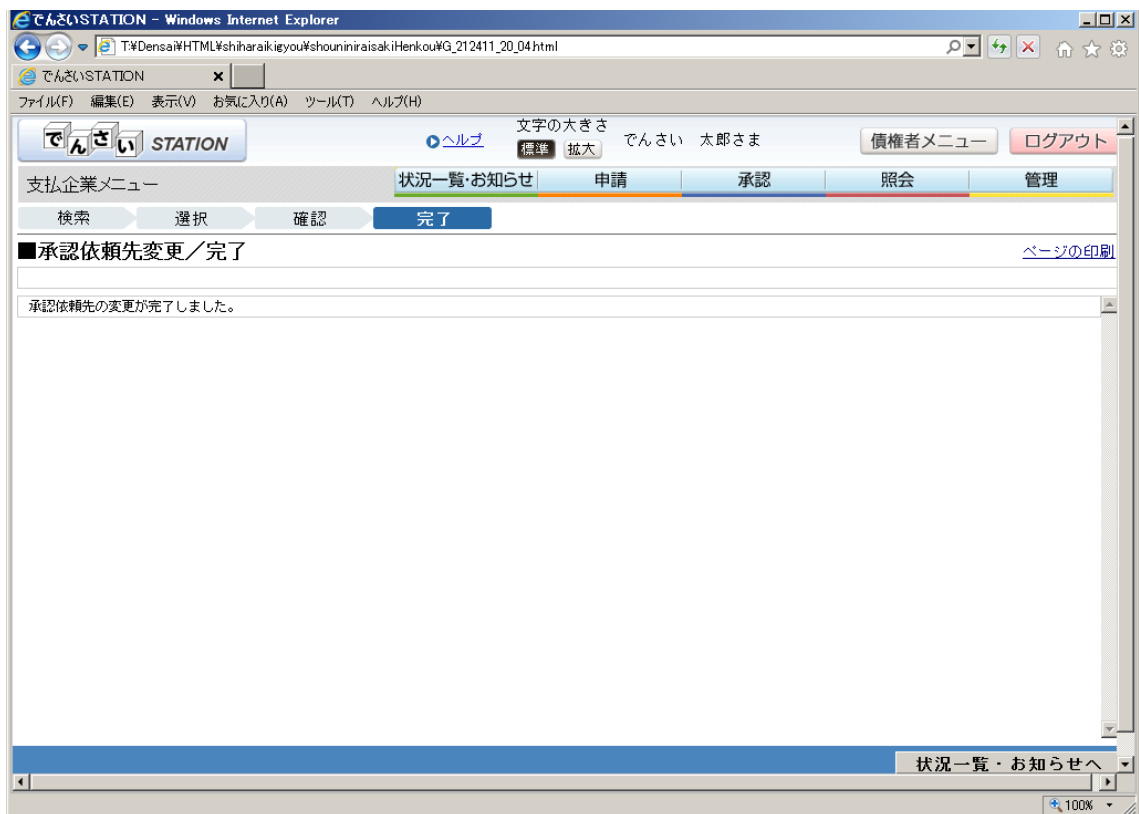 でんさいSTATION - Windows Internet Explorer
T:¥Densai¥HTML¥shiharaikigyou¥shouniniraisakiHenkou¥G_212411_20_04.html
でんさいSTATION
ファイル(F) 編集(E) 表示(V) お気に入り(A) ツール(T) ヘルプ(H)
でんさい STATION
ヘルプ
文字の大きさ
標準 拡大
でんさい 太郎さま
債権者メニュー
ログアウト
支払企業メニュー
状況一覧・お知らせ 申請 承認 照会 管理
検索 選択 確認 完了
■承認依頼先変更／完了
ページの印刷
承認依頼先の変更が完了しました。
状況一覧・お知らせへ
100%